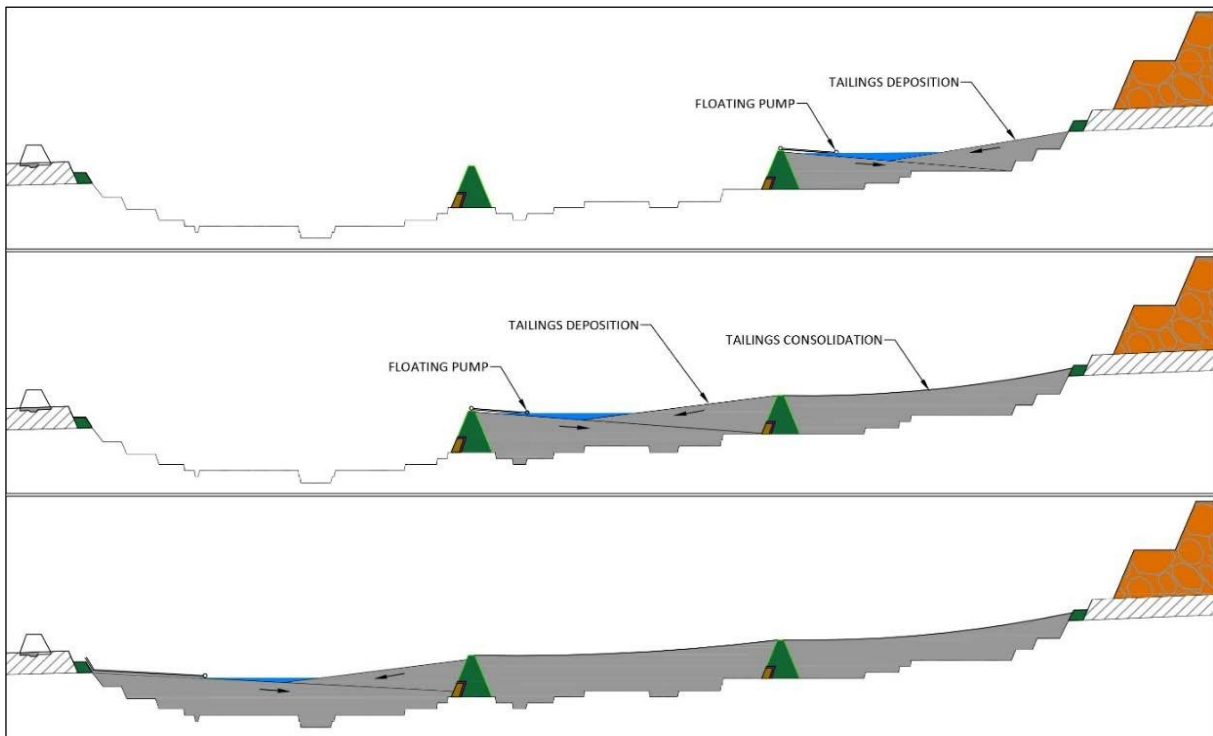 TAILINGS DEPOSITION
FLOATING PUMP
TAILINGS DEPOSITION
TAILINGS CONSOLIDATION
FLOATING PUMP